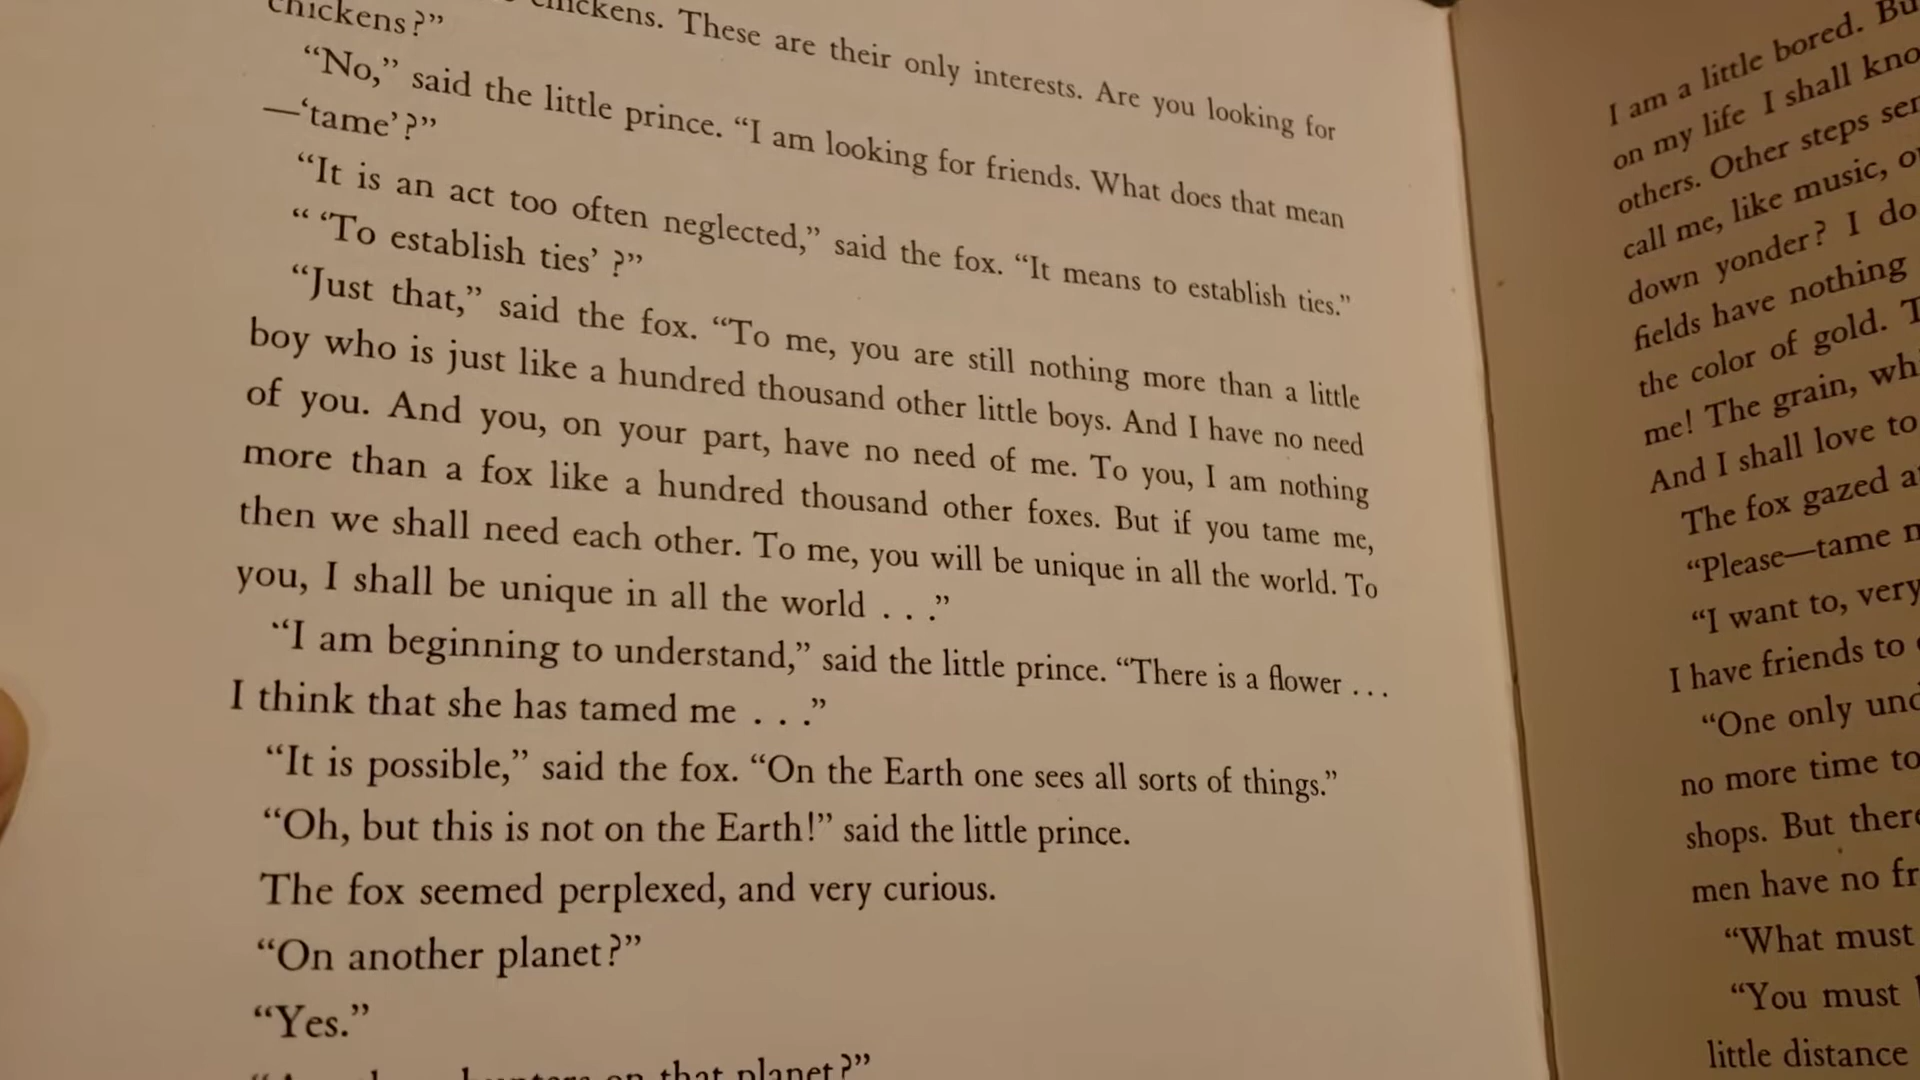 chickens. These are their only interests. Are you looking for
chickens?”
“No,” said the little prince. “I am looking for friends. What does that mean
—‘tame’?”
“It is an act too often neglected,” said the fox. “It means to establish ties.”
“ ‘To establish ties’ ?”
“Just that,” said the fox. “To me, you are still nothing more than a little
boy who is just like a hundred thousand other little boys. And I have no need
of you. And you, on your part, have no need of me. To you, I am nothing
more than a fox like a hundred thousand other foxes. But if you tame me,
then we shall need each other. To me, you will be unique in all the world. To
you, I shall be unique in all the world . . .”
“I am beginning to understand,” said the little prince. “There is a flower . . .
I think that she has tamed me . . .”
“It is possible,” said the fox. “On the Earth one sees all sorts of things.”
“Oh, but this is not on the Earth!” said the little prince.
The fox seemed perplexed, and very curious.
“On another planet?”
“Yes.”
on that planet?”
I am a little bored. Bu
on my life I shall kno
others. Other steps sen
call me, like music, o
down yonder? I do
fields have nothing
the color of gold. T
me! The grain, wh
And I shall love to
The fox gazed a
“Please—tame m
“I want to, very
I have friends to
“One only und
no more time to
shops. But there
men have no fr
“What must
“You must
little distance